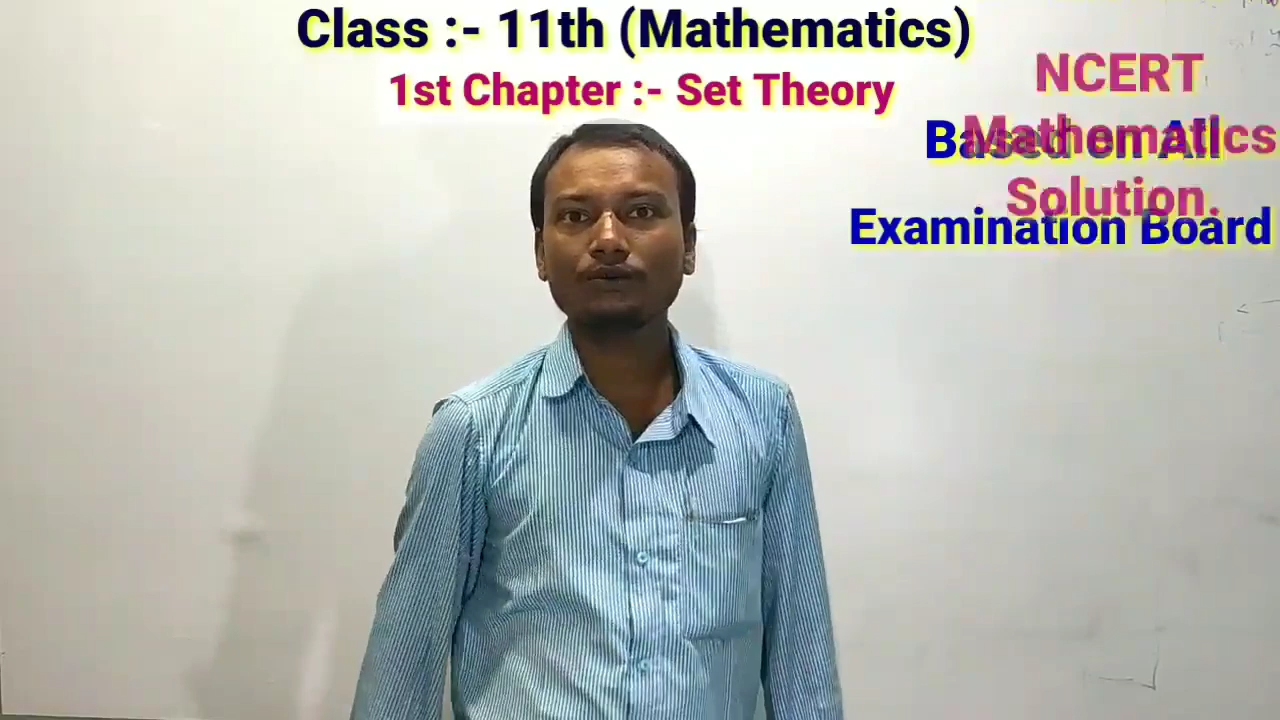 Class :- 11th (Mathematics)
1st Chapter :- Set Theory
NCERT
Mathematics
Solution.
Based on All
Examination Board